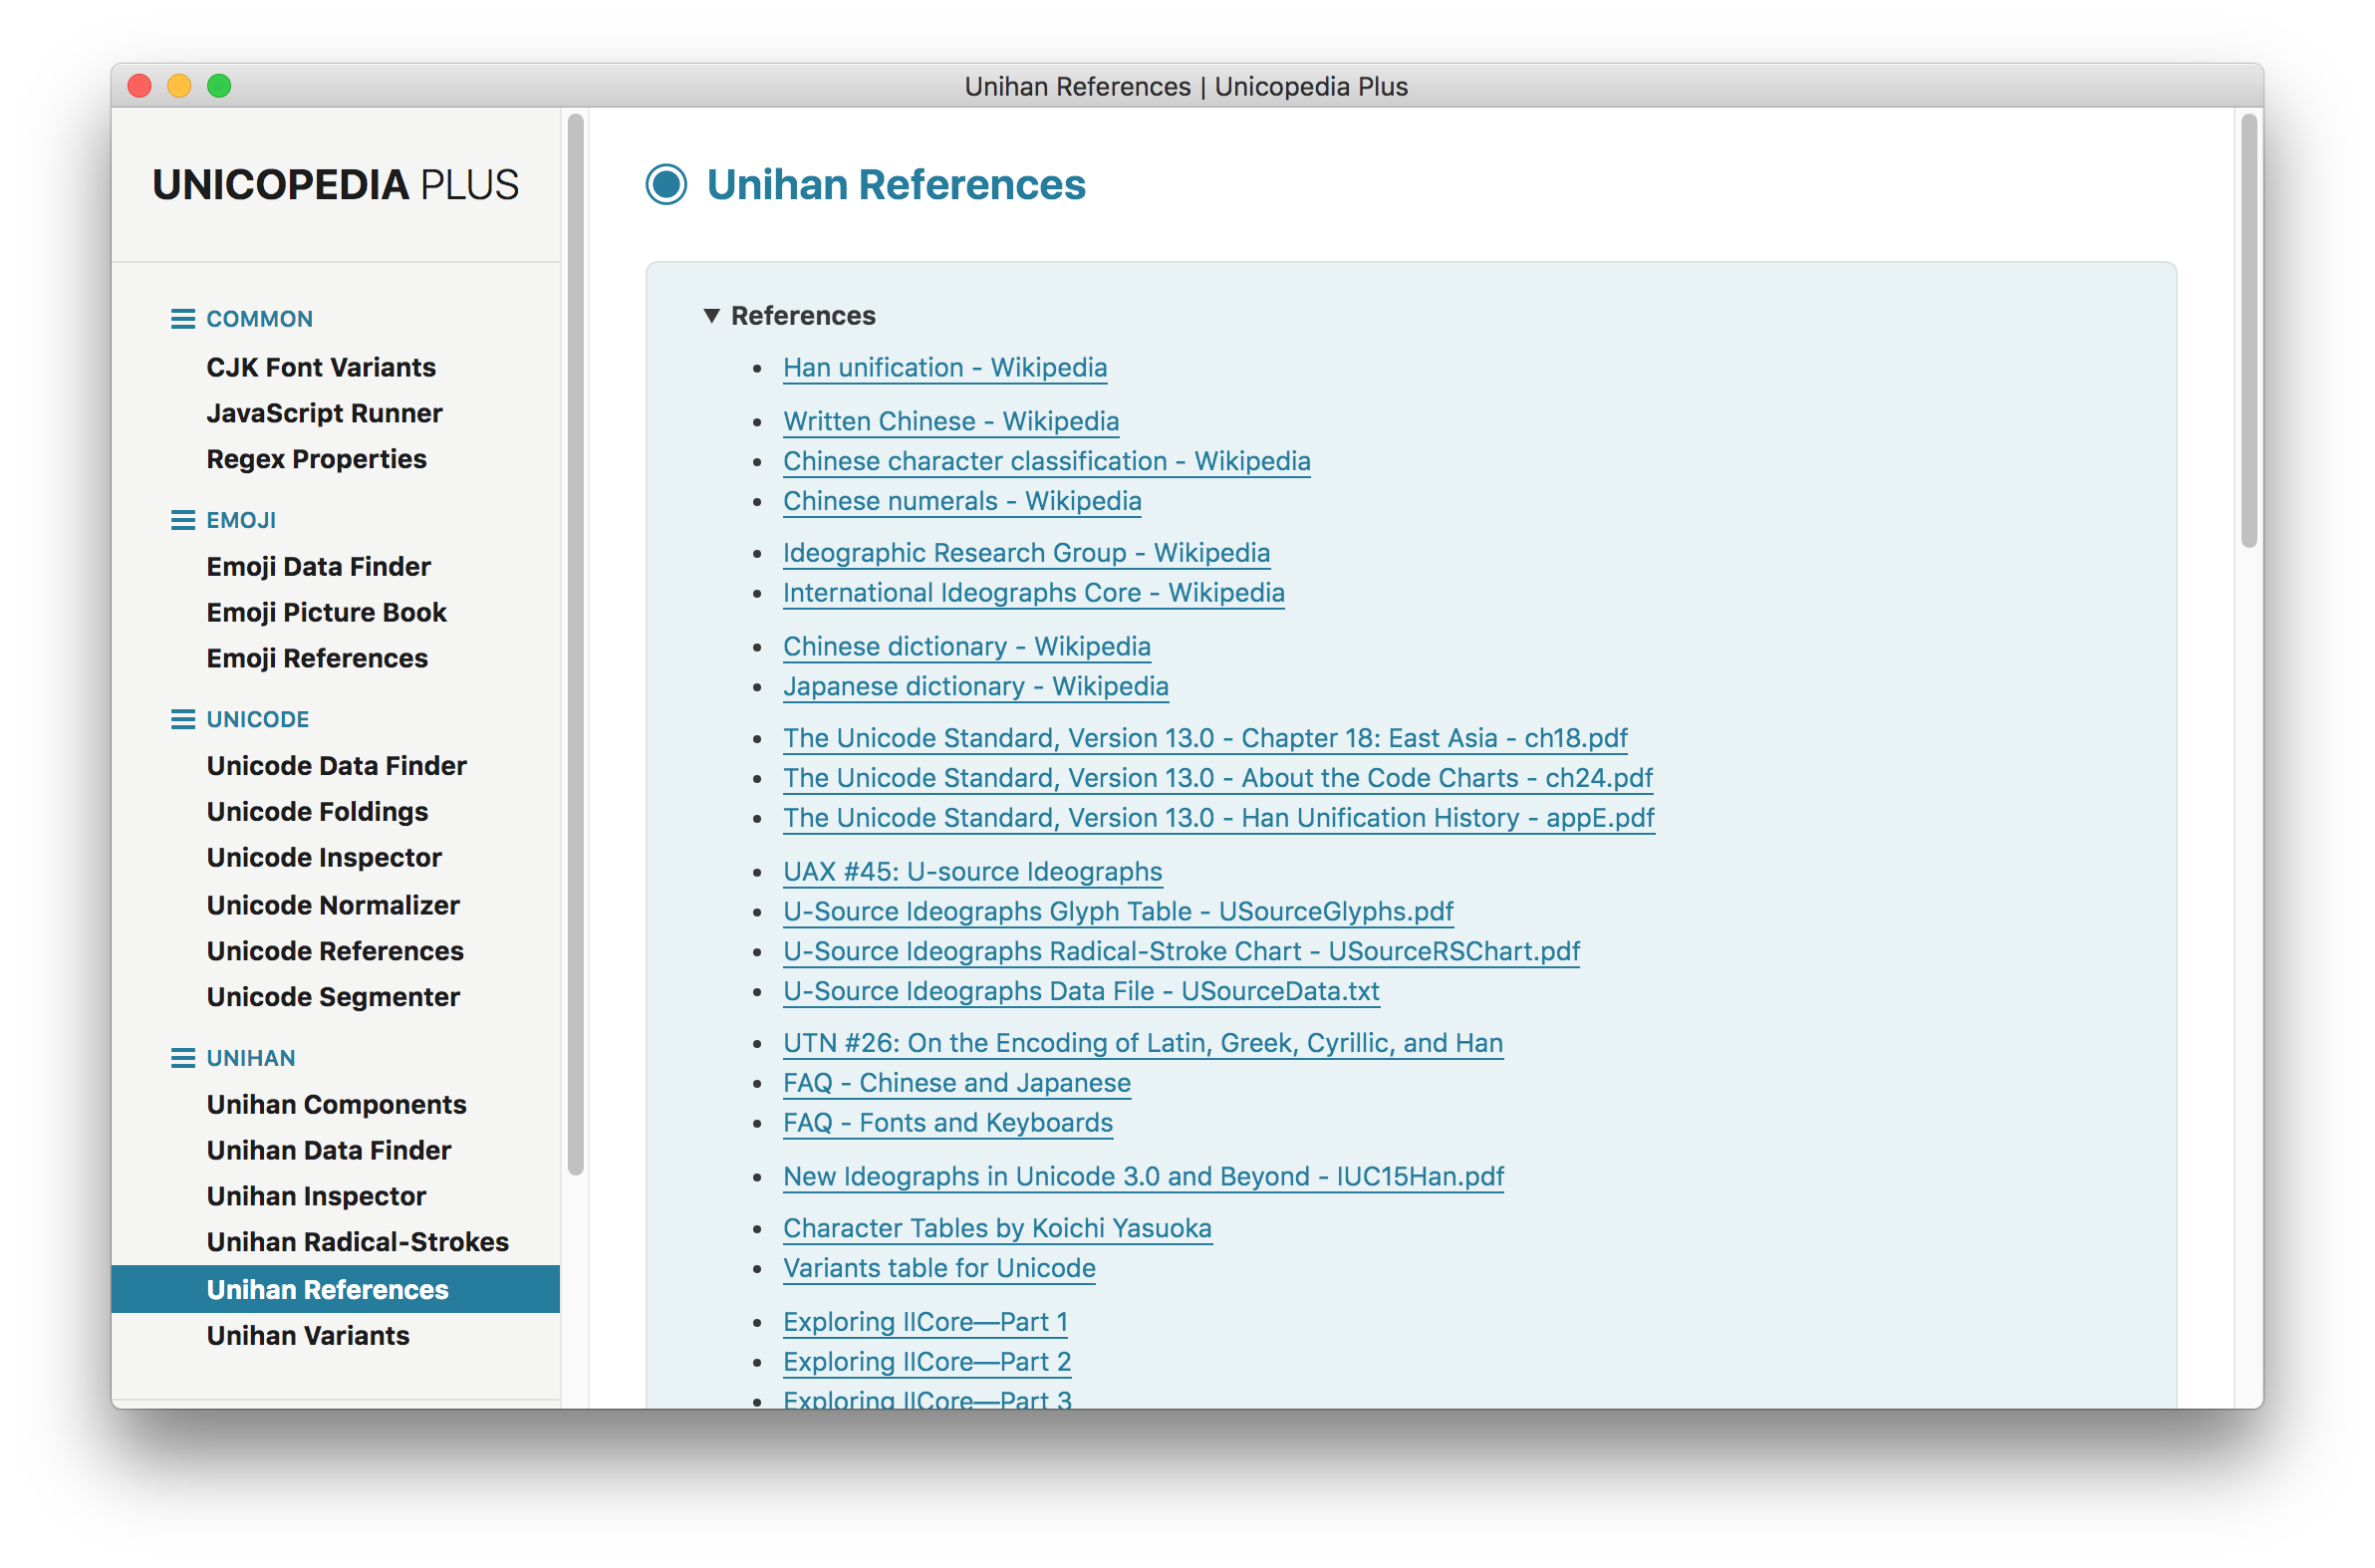 Unihan References | Unicopedia Plus
UNICOPEDIA PLUS
COMMON
CJK Font Variants
JavaScript Runner
Regex Properties
EMOJI
Emoji Data Finder
Emoji Picture Book
Emoji References
UNICODE
Unicode Data Finder
Unicode Foldings
Unicode Inspector
Unicode Normalizer
Unicode References
Unicode Segmenter
UNIHAN
Unihan Components
Unihan Data Finder
Unihan Inspector
Unihan Radical-Strokes
Unihan References
Unihan Variants
Unihan References
References
Han unification - Wikipedia
Written Chinese - Wikipedia
Chinese character classification - Wikipedia
Chinese numerals - Wikipedia
Ideographic Research Group - Wikipedia
International Ideographs Core - Wikipedia
Chinese dictionary - Wikipedia
Japanese dictionary - Wikipedia
The Unicode Standard, Version 13.0 - Chapter 18: East Asia - ch18.pdf
The Unicode Standard, Version 13.0 - About the Code Charts - ch24.pdf
The Unicode Standard, Version 13.0 - Han Unification History - appE.pdf
UAX #45: U-source Ideographs
U-Source Ideographs Glyph Table - USourceGlyphs.pdf
U-Source Ideographs Radical-Stroke Chart - USourceRSChart.pdf
U-Source Ideographs Data File - USourceData.txt
UTN #26: On the Encoding of Latin, Greek, Cyrillic, and Han
FAQ - Chinese and Japanese
FAQ - Fonts and Keyboards
New Ideographs in Unicode 3.0 and Beyond - IUC15Han.pdf
Character Tables by Koichi Yasuoka
Variants table for Unicode
Exploring IICore—Part 1
Exploring IICore—Part 2
Exploring IICore—Part 3